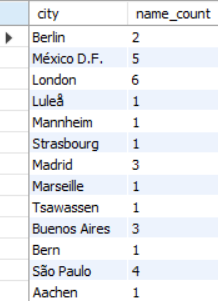 city name_count
Berlin 2
México D.F. 5
London 6
Luleå 1
Mannheim 1
Strasbourg 1
Madrid 3
Marseille 1
Tsawassen 1
Buenos Aires 3
Bern 1
São Paulo 4
Aachen 1